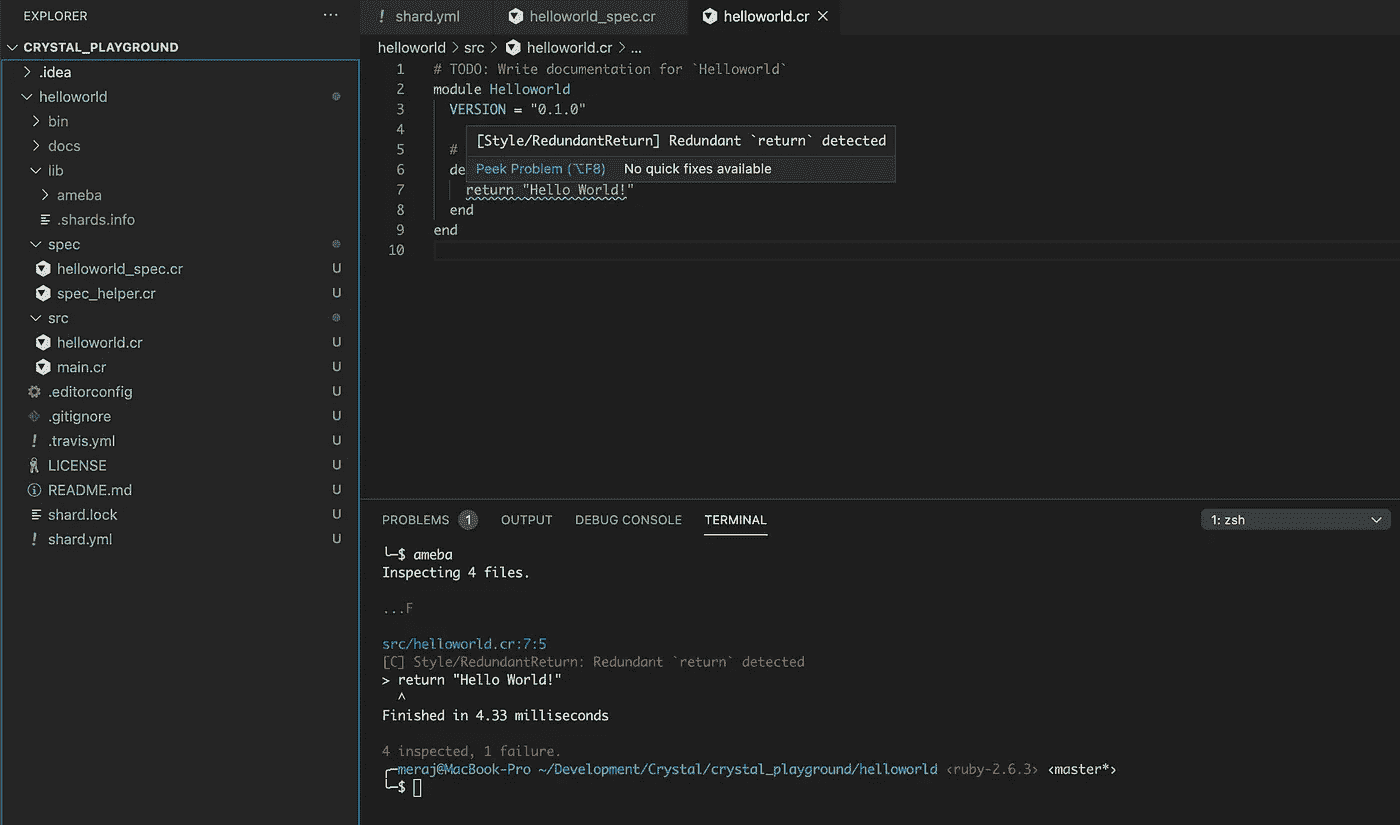 EXPLORER ...
CRYSTAL_PLAYGROUND
.idea
helloworld
bin
docs
lib
ameba
.shards.info
spec
helloworld_spec.cr U
spec_helper.cr U
src
helloworld.cr U
main.cr U
.editorconfig U
.gitignore U
! .travis.yml U
LICENSE U
README.md U
shard.lock U
! shard.yml U
! shard.yml helloworld_spec.cr helloworld.cr ×
helloworld > src > helloworld.cr > ...
1 # TODO: Write documentation for `Helloworld`
2 module Helloworld
3 VERSION = "0.1.0"
4
[Style/RedundantReturn] Redundant `return` detected
5 #
6 de
Peek Problem (⌥F8) No quick fixes available
7 return "Hello World!"
8 end
9 end
10
PROBLEMS 1 OUTPUT DEBUG CONSOLE TERMINAL 1: zsh
└─$ ameba
Inspecting 4 files.
...F
src/helloworld.cr:7:5
[C] Style/RedundantReturn: Redundant `return` detected
> return "Hello World!"
^
Finished in 4.33 milliseconds
4 inspected, 1 failure.
╭─meraj@MacBook-Pro ~/Development/Crystal/crystal_playground/helloworld ‹ruby-2.6.3› ‹master*›
╰─$